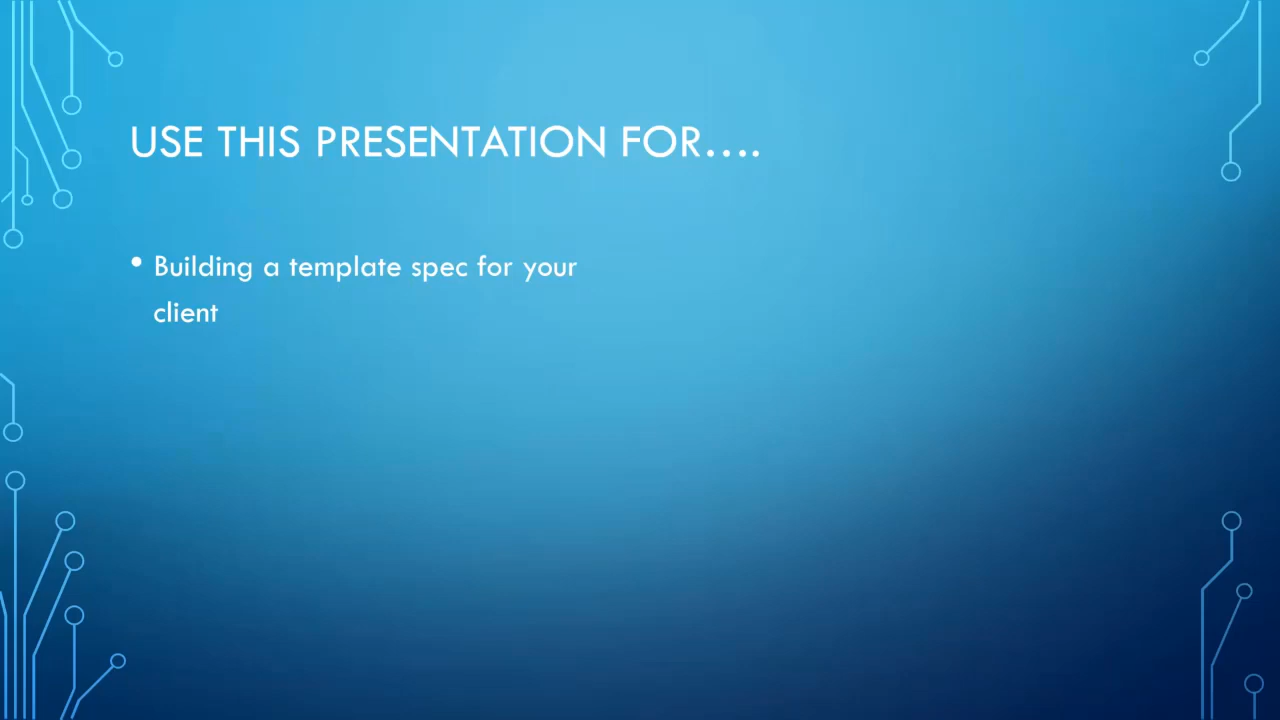 USE THIS PRESENTATION FOR....
• Building a template spec for your
client